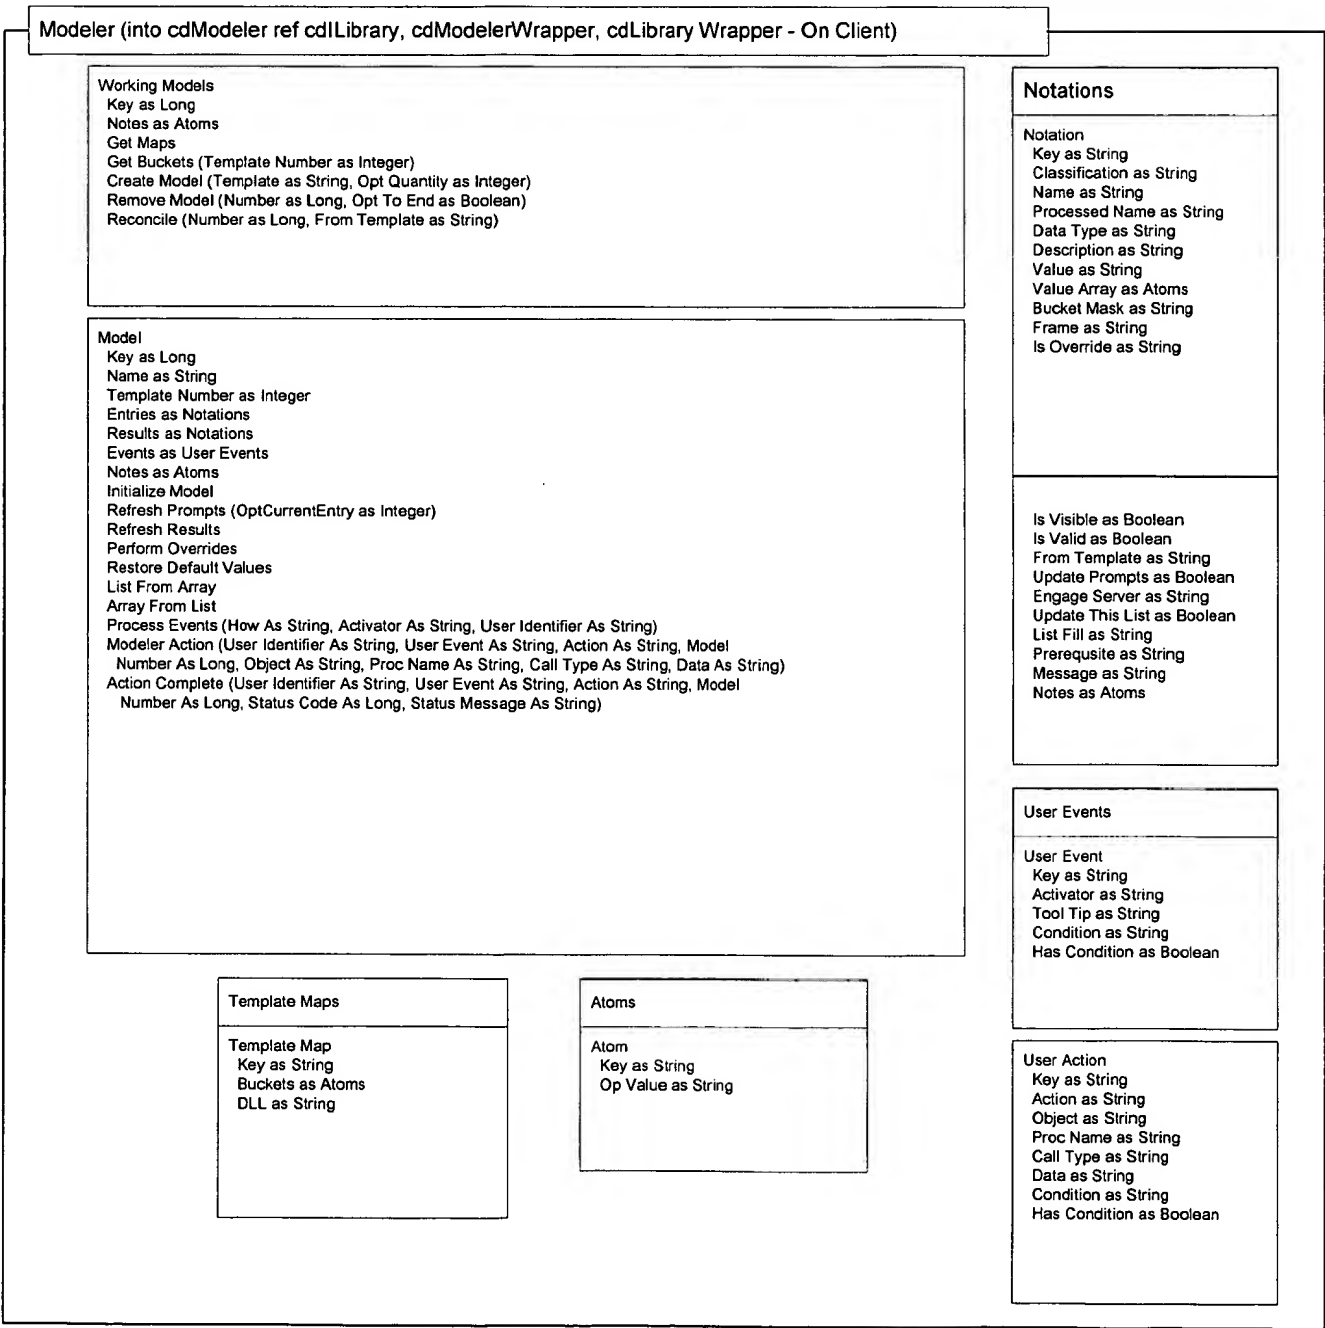 Modeler (into cdModeler ref cdILibrary, cdModelerWrapper, cdLibrary Wrapper - On Client)
Working Models
Key as Long
Notes as Atoms
Get Maps
Get Buckets (Template Number as Integer)
Create Model (Template as String, Opt Quantity as Integer)
Remove Model (Number as Long, Opt To End as Boolean)
Reconcile (Number as Long, From Template as String)
Model
Key as Long
Name as String
Template Number as Integer
Entries as Notations
Results as Notations
Events as User Events
Notes as Atoms
Initialize Model
Refresh Prompts (OptCurrentEntry as Integer)
Refresh Results
Perform Overrides
Restore Default Values
List From Array
Array From List
Process Events (How As String, Activator As String, User Identifier As String)
Modeler Action (User Identifier As String, User Event As String, Action As String, Model
Number As Long, Object As String, Proc Name As String, Call Type As String, Data As String)
Action Complete (User Identifier As String, User Event As String, Action As String, Model
Number As Long, Status Code As Long, Status Message As String)
Template Maps
Template Map
Key as String
Buckets as Atoms
DLL as String
Atoms
Atom
Key as String
Op Value as String
Notations
Notation
Key as String
Classification as String
Name as String
Processed Name as String
Data Type as String
Description as String
Value as String
Value Array as Atoms
Bucket Mask as String
Frame as String
Is Override as String
Is Visible as Boolean
Is Valid as Boolean
From Template as String
Update Prompts as Boolean
Engage Server as String
Update This List as Boolean
List Fill as String
Prerequsite as String
Message as String
Notes as Atoms
User Events
User Event
Key as String
Activator as String
Tool Tip as String
Condition as String
Has Condition as Boolean
User Action
Key as String
Action as String
Object as String
Proc Name as String
Call Type as String
Data as String
Condition as String
Has Condition as Boolean